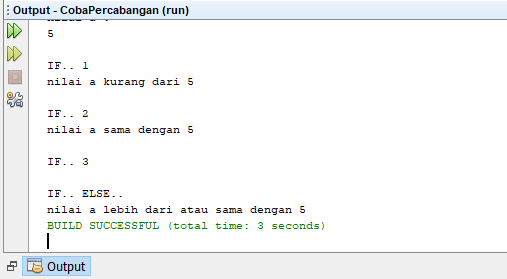 Output - CobaPercabangan (run)
5
IF.. 1
nilai a kurang dari 5
IF.. 2
nilai a sama dengan 5
IF.. 3
IF.. ELSE..
nilai a lebih dari atau sama dengan 5
BUILD SUCCESSFUL (total time: 3 seconds)
Output